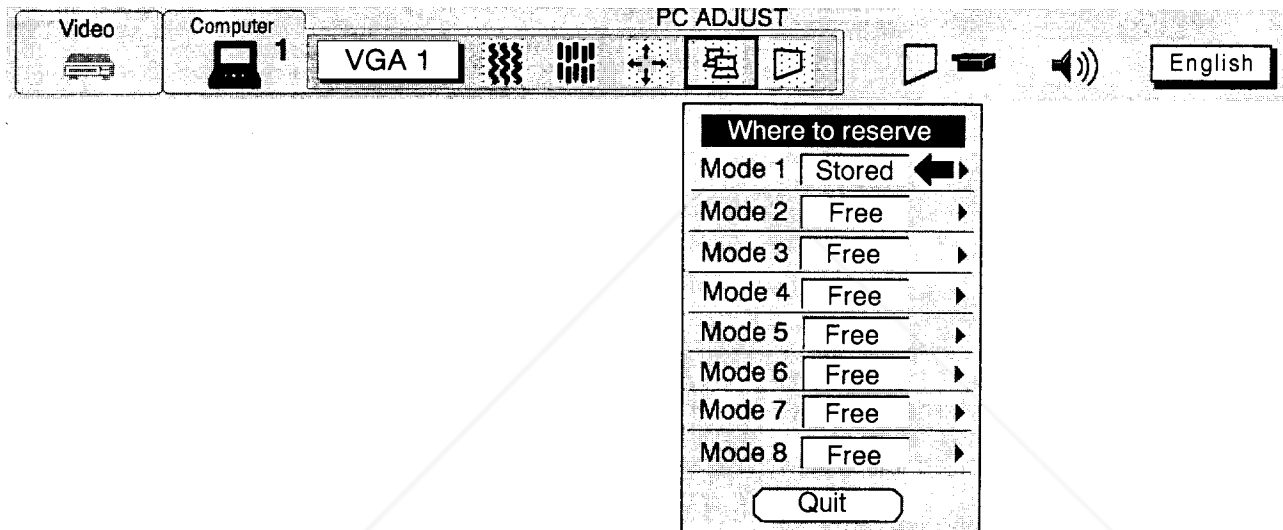 PC ADJUST
Video
Computer
1
VGA 1
English
Where to reserve
Mode 1 Stored
Mode 2 Free
Mode 3 Free
Mode 4 Free
Mode 5 Free
Mode 6 Free
Mode 7 Free
Mode 8 Free
Quit